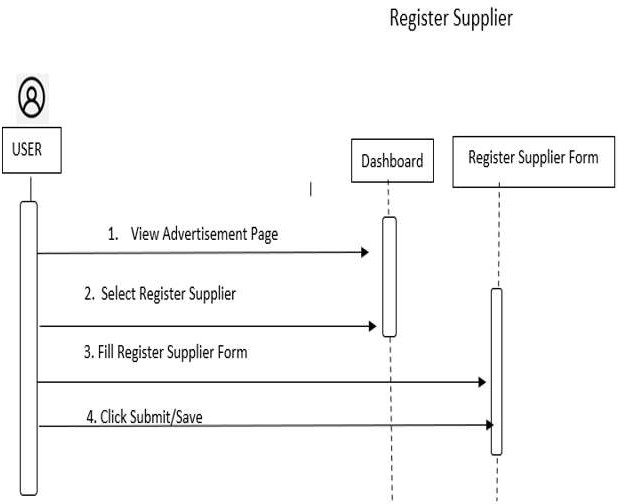 Register Supplier
USER
Dashboard
Register Supplier Form
1. View Advertisement Page
2. Select Register Supplier
3. Fill Register Supplier Form
4. Click Submit/Save